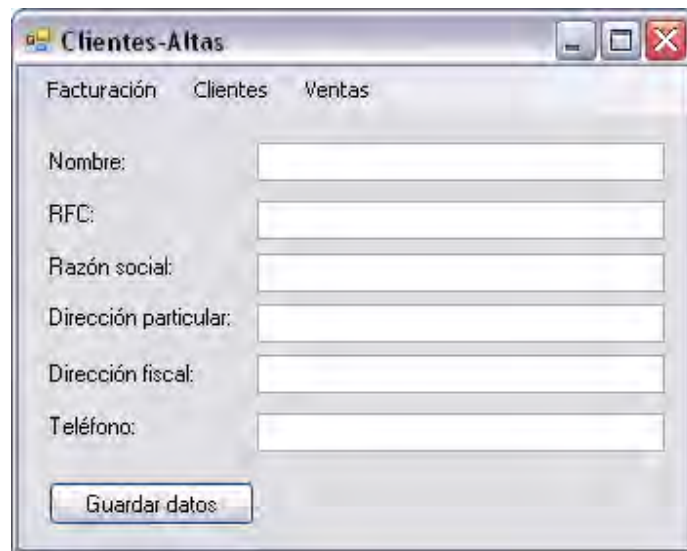 Clientes-Altas
Facturación Clientes Ventas
Nombre:
RFC:
Razón social:
Dirección particular:
Dirección fiscal:
Teléfono:
Guardar datos